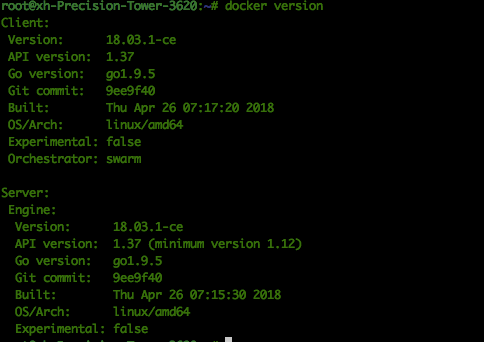 root@xh-Precision-Tower-3620:~# docker version
Client:
 Version:      18.03.1-ce
 API version:  1.37
 Go version:   go1.9.5
 Git commit:   9ee9f40
 Built:        Thu Apr 26 07:17:20 2018
 OS/Arch:      linux/amd64
 Experimental: false
 Orchestrator: swarm

Server:
 Engine:
  Version:      18.03.1-ce
  API version:  1.37 (minimum version 1.12)
  Go version:   go1.9.5
  Git commit:   9ee9f40
  Built:        Thu Apr 26 07:15:30 2018
  OS/Arch:      linux/amd64
  Experimental: false